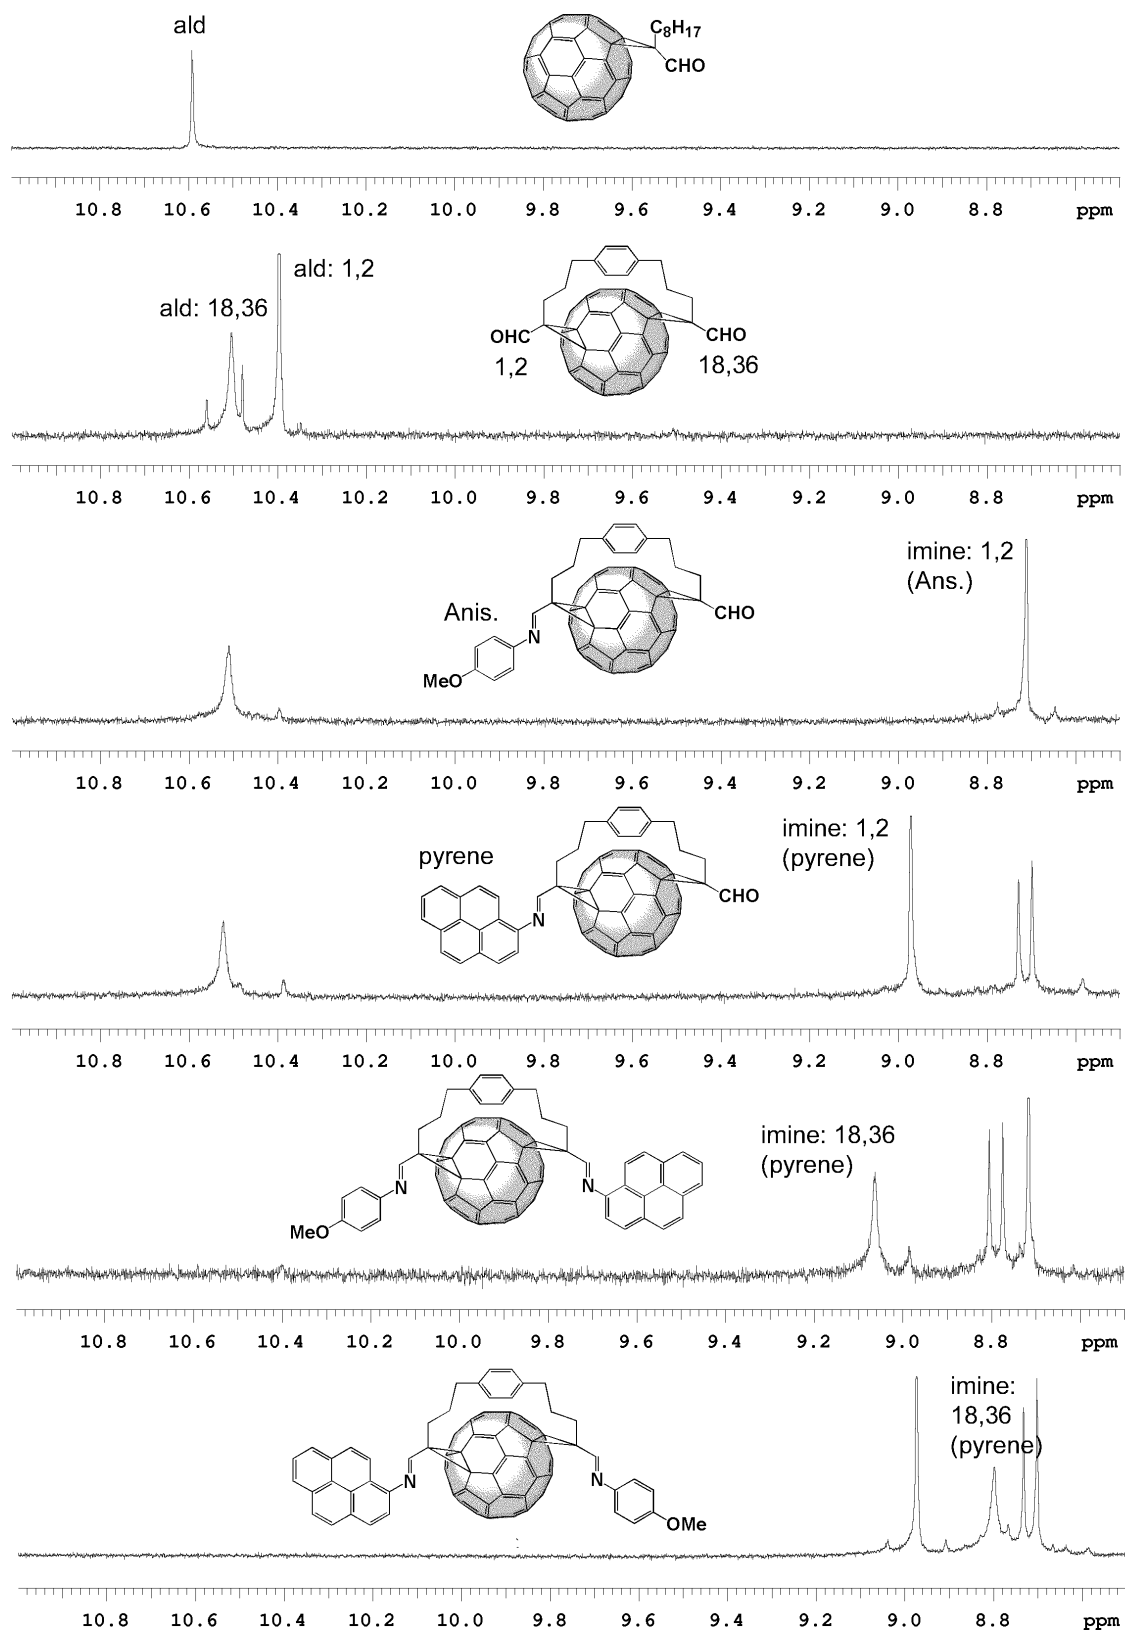 ald
C8H17
CHO
10.8 10.6 10.4 10.2 10.0 9.8 9.6 9.4 9.2 9.0 8.8 ppm
ald: 1,2
ald: 18,36
OHC
CHO
1,2
18,36
10.8 10.6 10.4 10.2 10.0 9.8 9.6 9.4 9.2 9.0 8.8 ppm
imine: 1,2
(Ans.)
Anis.
CHO
N
MeO
10.8 10.6 10.4 10.2 10.0 9.8 9.6 9.4 9.2 9.0 8.8 ppm
imine: 1,2
(pyrene)
pyrene
CHO
N
10.8 10.6 10.4 10.2 10.0 9.8 9.6 9.4 9.2 9.0 8.8 ppm
imine: 18,36
(pyrene)
N
N
MeO
10.8 10.6 10.4 10.2 10.0 9.8 9.6 9.4 9.2 9.0 8.8 ppm
imine:
18,36
(pyrene)
N
N
OMe
10.8 10.6 10.4 10.2 10.0 9.8 9.6 9.4 9.2 9.0 8.8 ppm